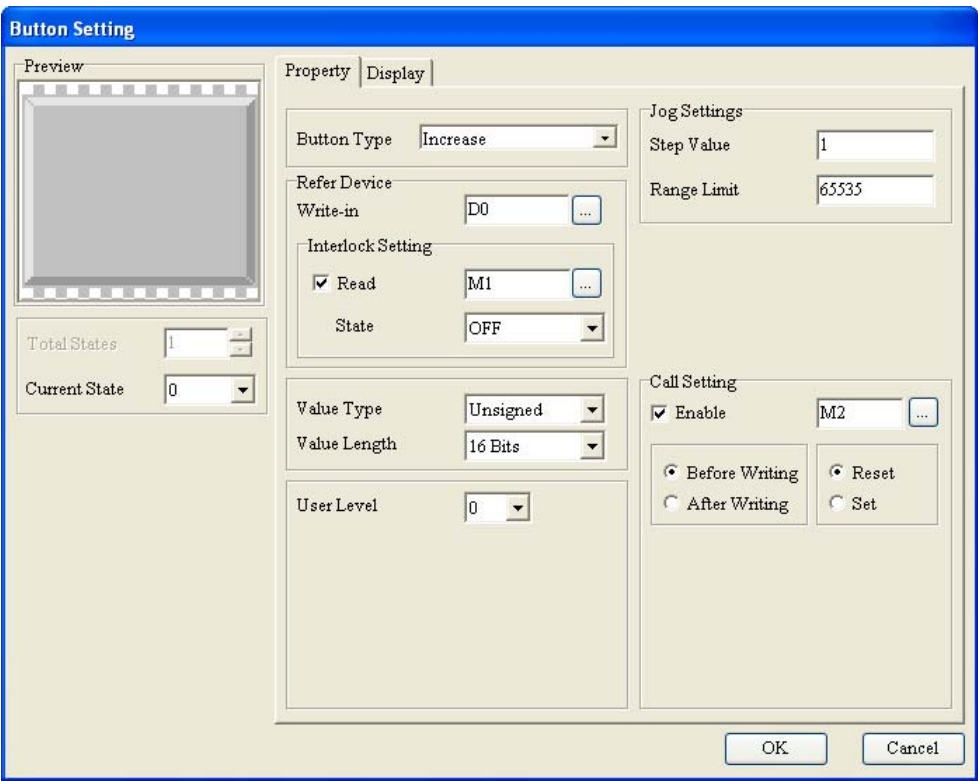 Button Setting
Preview
Total States 1
Current State 0
Property Display
Button Type Increase
Refer Device
Write-in D0 ...
Interlock Setting
Read M1 ...
State OFF
Value Type Unsigned
Value Length 16 Bits
User Level 0
Jog Settings
Step Value 1
Range Limit 65535
Call Setting
Enable M2 ...
Before Writing Reset
After Writing Set
OK Cancel